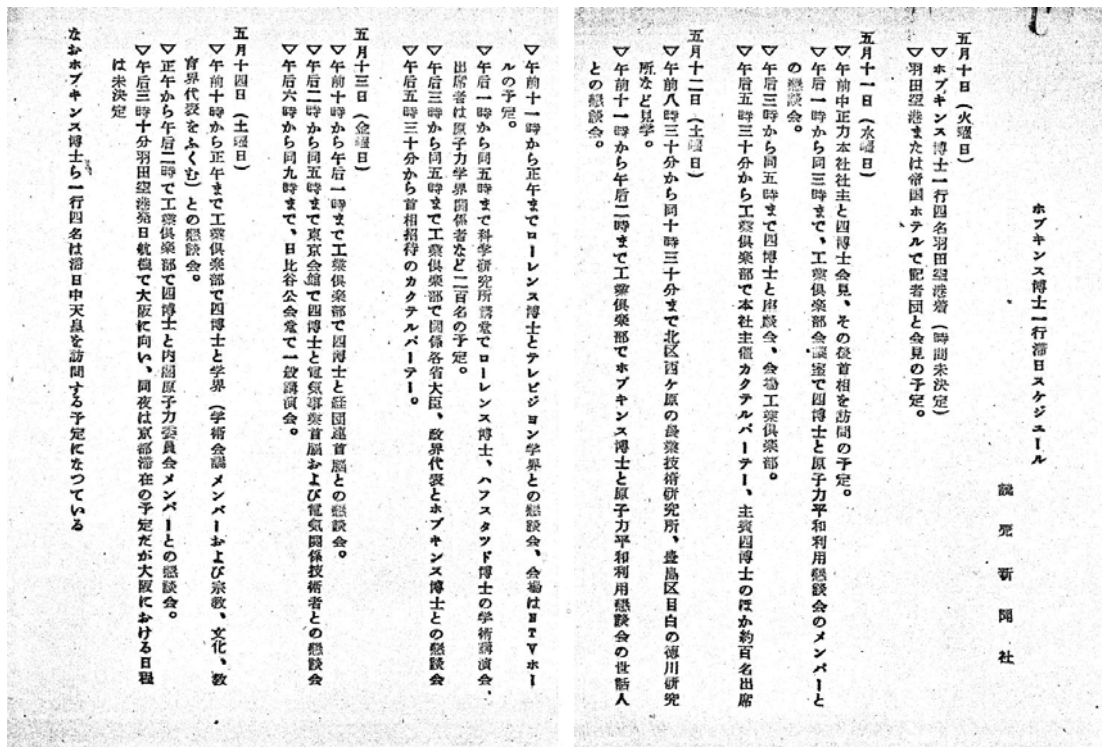 ホプキンス博士一行滞日スケジュール
読売新聞社
五月十日（火曜日）
▽ホプキンス博士一行四名羽田空港着（時間未決定）
▽羽田空港または帝国ホテルで記者団と会見の予定。
五月十一日（水曜日）
▽午前中正力本社社主と四博士会見、その後首相を訪問の予定。
▽午后一時から同三時まで、工業倶楽部会議室で四博士と原子力平和利用懇談会のメンバーと
の懇談会。
▽午后三時から同五時まで四博士と座談会、会場工業倶楽部。
▽午后五時三十分から工業倶楽部で本社主催カクテルパーテー、主賓四博士のほか約百名出席
五月十二日（土曜日）
▽午前八時三十分から同十時三十分まで北区西ケ原の農業技術研究所、豊島区目白の徳川研究
所など見学。
▽午前十一時から午后二時まで工業倶楽部でホプキンス博士と原子力平和利用懇談会の世話人
との懇談会。
▽午前十一時から正午までローレンス博士とテレビジヨン学界との懇談会、会場はNTVホー
ルの予定。
▽午后一時から同五時まで科学研究所講堂でローレンス博士、ハフスタツド博士の学術講演会、
出席者は原子力学界関係者など二百名の予定。
▽午后三時から同五時まで工業倶楽部で関係各省大臣、政界代表とホプキンス博士との懇談会
▽午后五時三十分から首相招待のカクテルパーテー。
五月十三日（金曜日）
▽午前十時から午后一時まで工業倶楽部で四博士と経団連首脳との懇談会。
▽午后二時から同五時まで東京会館で四博士と電気事業首脳および電気関係技術者との懇談会
▽午后六時から同九時まで、日比谷公会堂で一般講演会。
五月十四日（土曜日）
▽午前十時から正午まで工業倶楽部で四博士と学界（学術会議メンバーおよび宗教、文化、教
育界代表をふくむ）との懇談会。
▽正午から午后二時で工業倶楽部で四博士と内閣原子力委員会メンバーとの懇談会。
▽午后三時十分羽田空港発日航機で大阪に向い、同夜は京都滞在の予定だが大阪における日程
は未決定
なおホプキンス博士ら一行四名は滞日中天皇を訪問する予定になつている